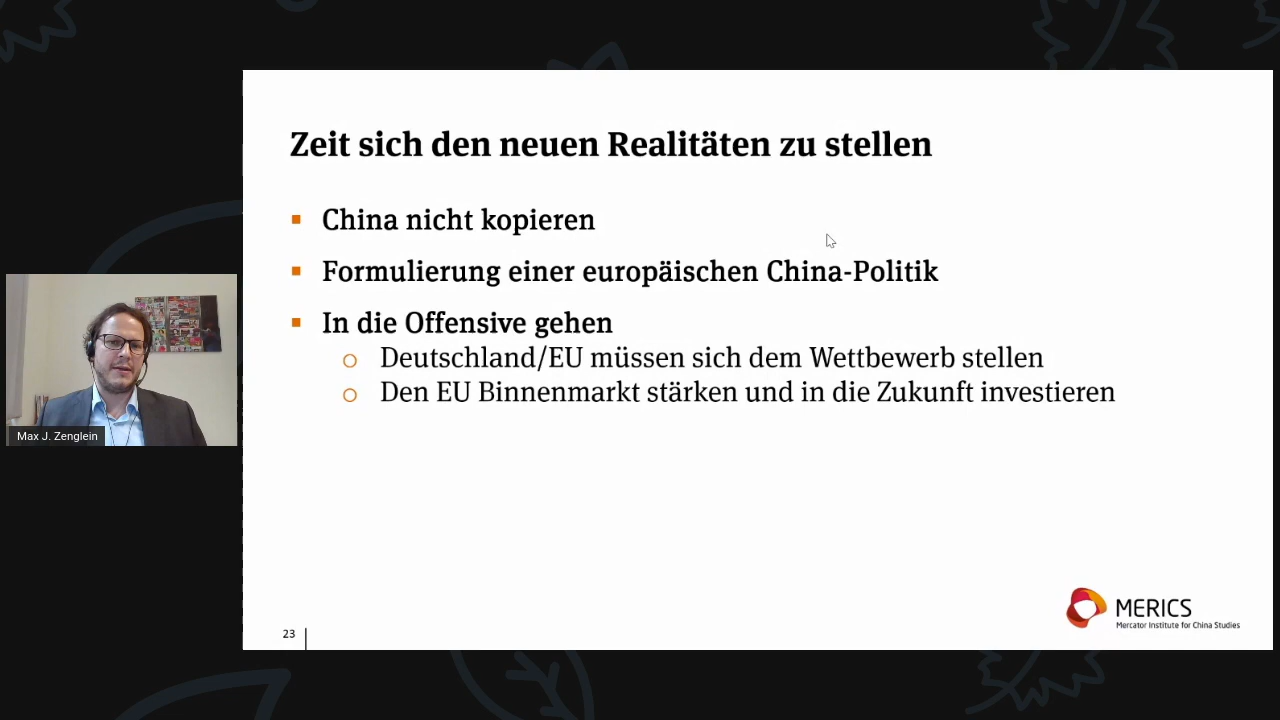 Zeit sich den neuen Realitäten zu stellen
China nicht kopieren
Formulierung einer europäischen China-Politik
In die Offensive gehen
Deutschland/EU müssen sich dem Wettbewerb stellen
Den EU Binnenmarkt stärken und in die Zukunft investieren
Max J. Zenglein
23
MERICS
Mercator Institute for China Studies